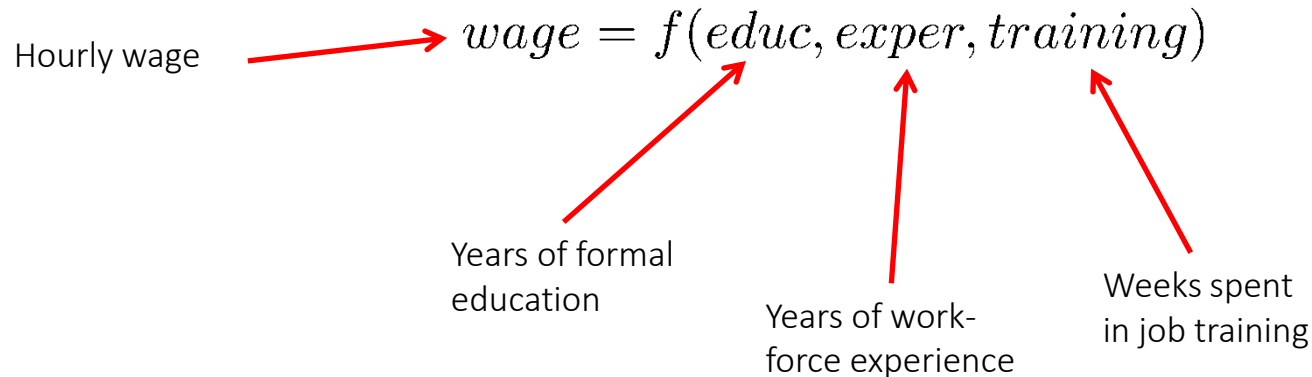 wage = f(educ, exper, training)
Hourly wage
Years of formal
education
Years of work-
force experience
Weeks spent
in job training